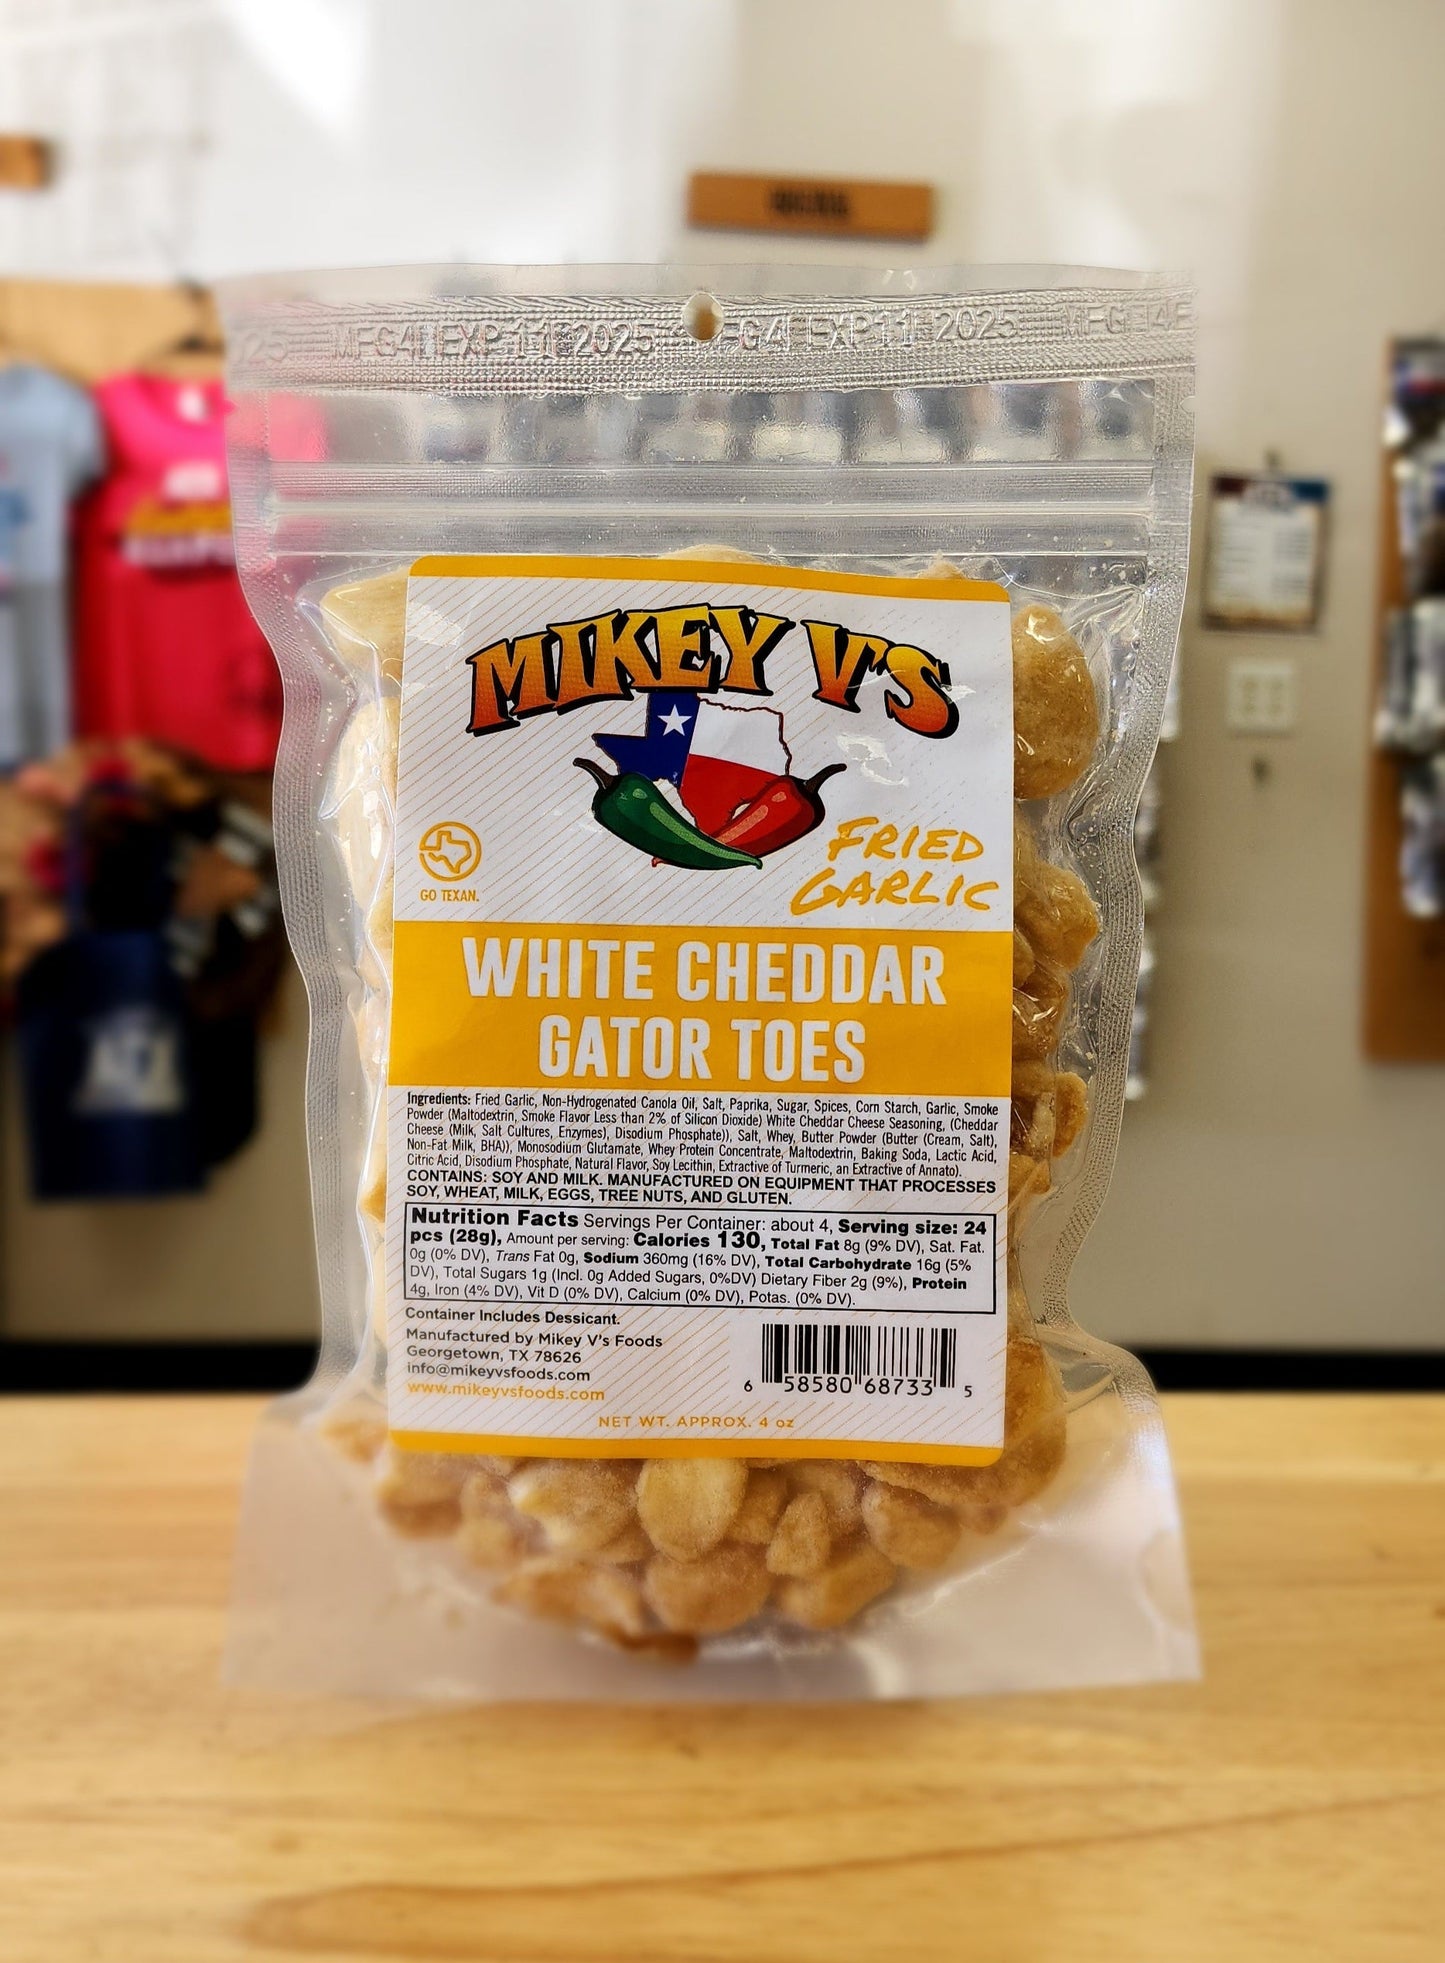 EXP 11 2025 EXP 11 2025
MIKEY V'S
FRIED
GARLIC
GO TEXAN.
WHITE CHEDDAR
GATOR TOES
Ingredients: Fried Garlic, Non-Hydrogenated Canola Oil, Salt, Paprika, Sugar, Spices, Corn Starch, Garlic, Smoke
Powder (Maltodextrin, Smoke Flavor Less than 2% of Silicon Dioxide) White Cheddar Cheese Seasoning, (Cheddar
Cheese (Milk, Salt Cultures, Enzymes), Disodium Phosphate)), Salt, Whey, Butter Powder (Butter (Cream, Salt),
Non-Fat Milk, BHA)), Monosodium Glutamate, Whey Protein Concentrate, Maltodextrin, Baking Soda, Lactic Acid,
Citric Acid, Disodium Phosphate, Natural Flavor, Soy Lecithin, Extractive of Turmeric, an Extractive of Annato).
CONTAINS: SOY AND MILK. MANUFACTURED ON EQUIPMENT THAT PROCESSES
SOY, WHEAT, MILK, EGGS, TREE NUTS, AND GLUTEN.
Nutrition Facts Servings Per Container: about 4, Serving size: 24
pcs (28g), Amount per serving: Calories 130, Total Fat 8g (9% DV), Sat. Fat.
0g (0% DV), Trans Fat 0g, Sodium 360mg (16% DV), Total Carbohydrate 16g (5%
DV), Total Sugars 1g (Incl. 0g Added Sugars, 0%DV) Dietary Fiber 2g (9%), Protein
4g, Iron (4% DV), Vit D (0% DV), Calcium (0% DV), Potas. (0% DV).
Container Includes Dessicant.
Manufactured by Mikey V's Foods
Georgetown, TX 78626
info@mikeyvsfoods.com
www.mikeyvsfoods.com
6 58580 68733 5
NET WT. APPROX. 4 oz